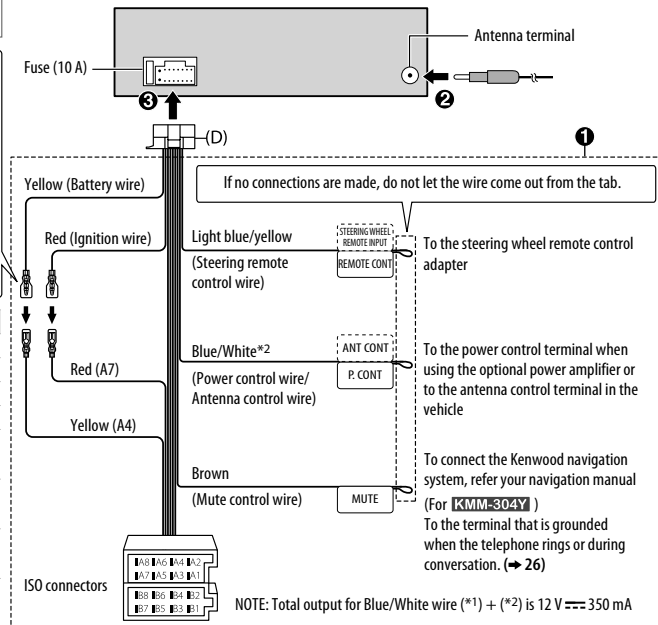 Antenna terminal
Fuse (10 A)
❸
❷
(D)
❶
Yellow (Battery wire)
If no connections are made, do not let the wire come out from the tab.
Red (Ignition wire)
Light blue/yellow
(Steering remote
control wire)
STEERING WHEEL
REMOTE INPUT
REMOTE CONT
To the steering wheel remote control
adapter
Blue/White*2
(Power control wire/
Antenna control wire)
ANT CONT
P. CONT
To the power control terminal when
using the optional power amplifier or
to the antenna control terminal in the
vehicle
Red (A7)
Yellow (A4)
Brown
(Mute control wire)
MUTE
To connect the Kenwood navigation
system, refer your navigation manual
(For KMM-304Y )
To the terminal that is grounded
when the telephone rings or during
conversation. (➔ 26)
ISO connectors
A8 A6 A4 A2
A7 A5 A3 A1
B8 B6 B4 B2
B7 B5 B3 B1
NOTE: Total output for Blue/White wire (*1) + (*2) is 12 V ⎓ 350 mA